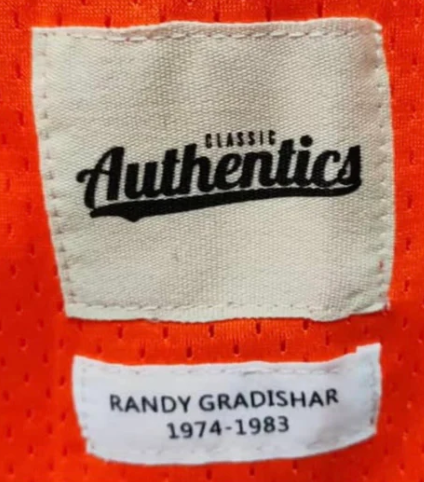 CLASSIC
Authentics
RANDY GRADISHAR
1974-1983